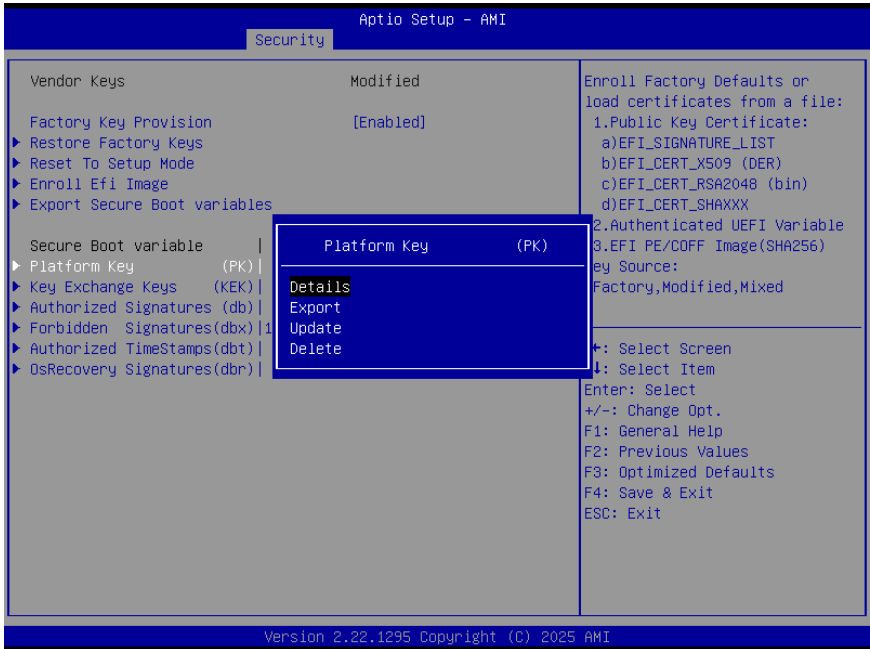 Aptio Setup – AMI
Security
Vendor Keys Modified
Factory Key Provision [Enabled]
Restore Factory Keys
Reset To Setup Mode
Enroll Efi Image
Export Secure Boot variables
Secure Boot variable |
Platform Key (PK)|
Key Exchange Keys (KEK)|
Authorized Signatures (db)|
Forbidden Signatures(dbx)|1
Authorized TimeStamps(dbt)|
OsRecovery Signatures(dbr)|
Platform Key (PK)
Details
Export
Update
Delete
Enroll Factory Defaults or
load certificates from a file:
1.Public Key Certificate:
a)EFI_SIGNATURE_LIST
b)EFI_CERT_X509 (DER)
c)EFI_CERT_RSA2048 (bin)
d)EFI_CERT_SHAXXX
2.Authenticated UEFI Variable
3.EFI PE/COFF Image(SHA256)
ey Source:
Factory,Modified,Mixed
: Select Screen
: Select Item
Enter: Select
+/-: Change Opt.
F1: General Help
F2: Previous Values
F3: Optimized Defaults
F4: Save & Exit
ESC: Exit
Version 2.22.1295 Copyright (C) 2025 AMI